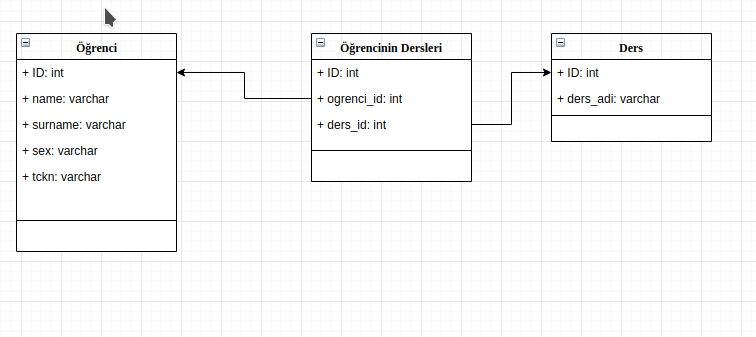 Öğrenci
+ ID: int
+ name: varchar
+ surname: varchar
+ sex: varchar
+ tckn: varchar
Öğrencinin Dersleri
+ ID: int
+ ogrenci_id: int
+ ders_id: int
Ders
+ ID: int
+ ders_adi: varchar